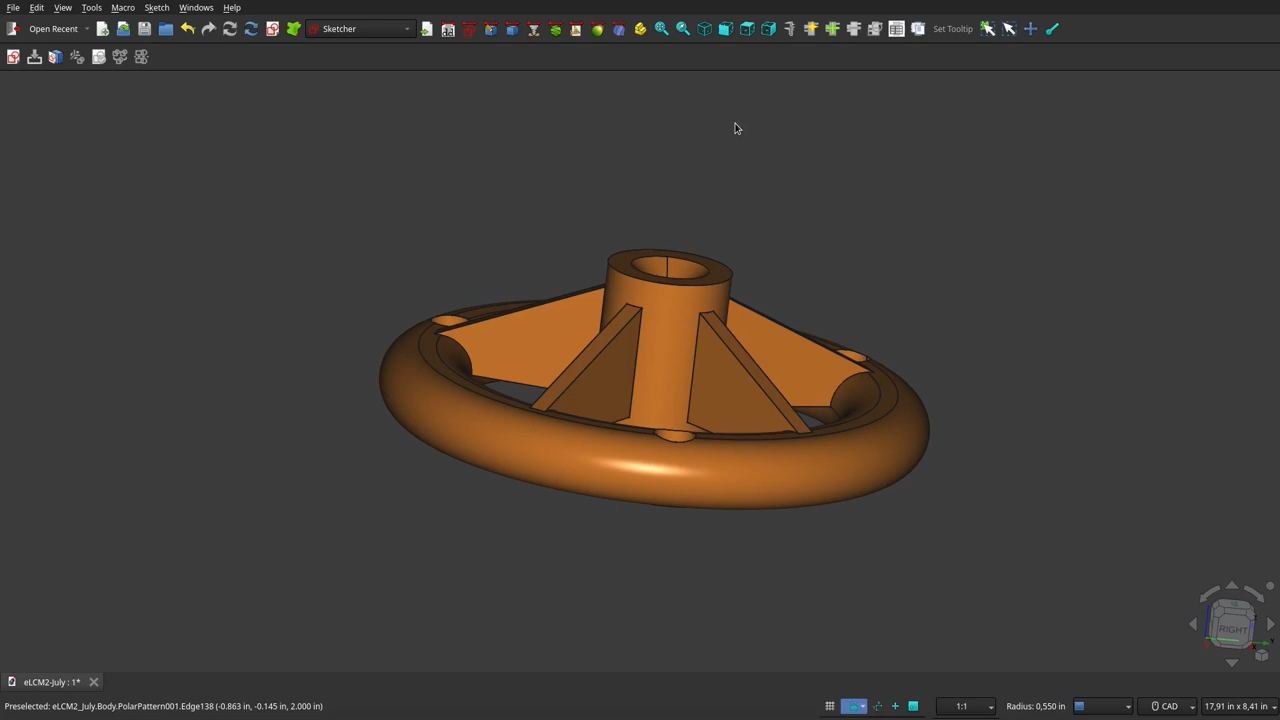 File Edit View Tools Macro Sketch Windows Help
Open Recent Sketcher Set Tooltip
RIGHT
eLCM2-July : 1*
Preselected: eLCM2_July.Body.PolarPattern001.Edge138 (-0.863 in, -0.145 in, 2.000 in) 1:1 Radius: 0,550 in CAD 17,91 in x 8,41 in